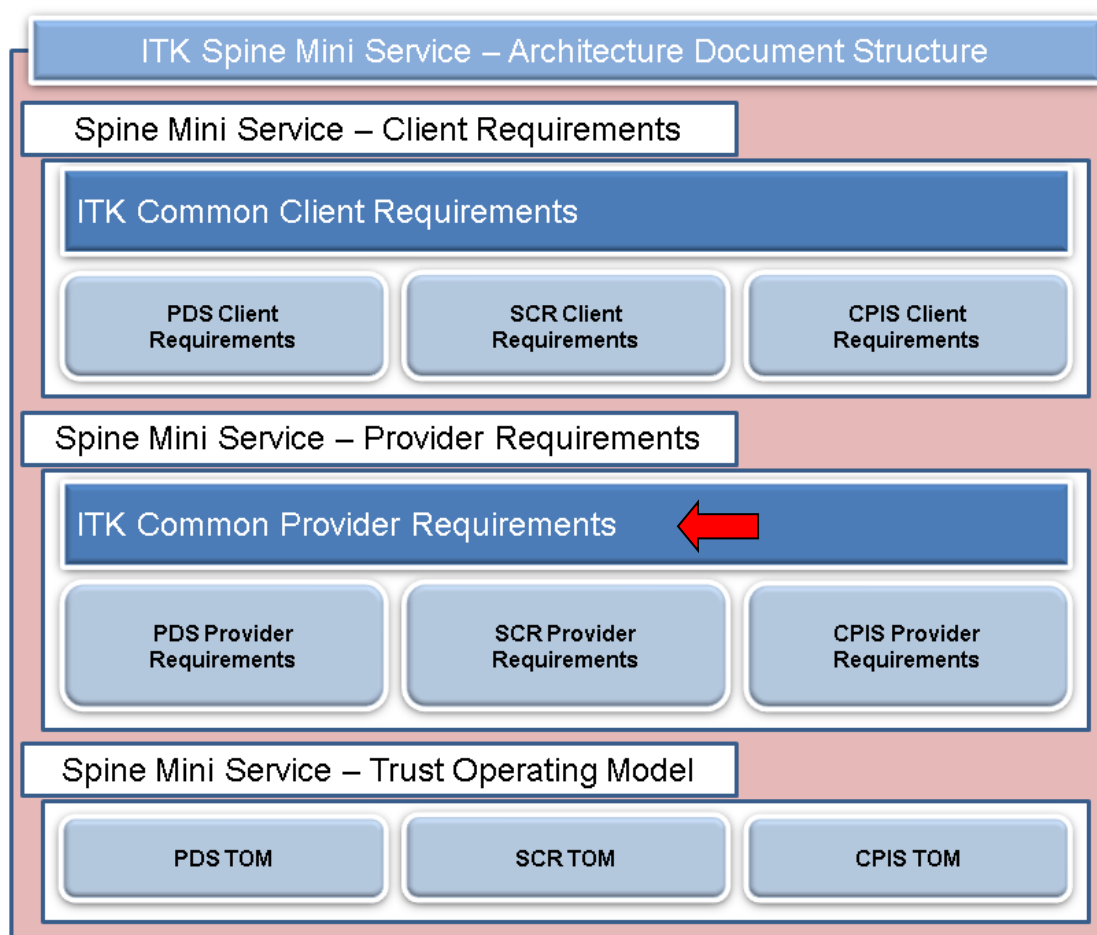 ITK Spine Mini Service – Architecture Document Structure
Spine Mini Service – Client Requirements
ITK Common Client Requirements
PDS Client
Requirements
SCR Client
Requirements
CPIS Client
Requirements
Spine Mini Service – Provider Requirements
ITK Common Provider Requirements
PDS Provider
Requirements
SCR Provider
Requirements
CPIS Provider
Requirements
Spine Mini Service – Trust Operating Model
PDS TOM
SCR TOM
CPIS TOM